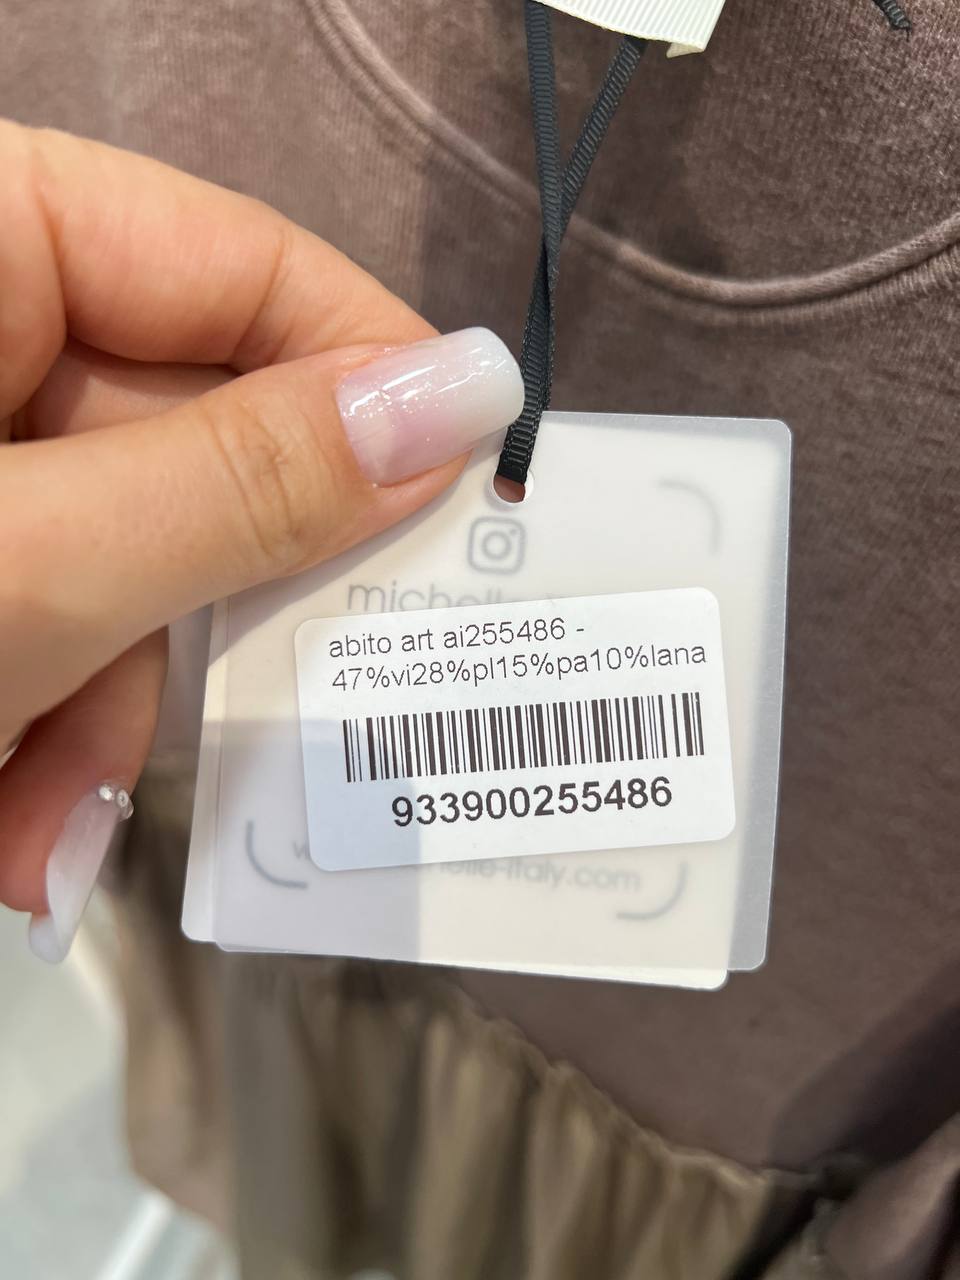 abito art ai255486 -
47%vi28%pl15%pa10%lana
933900255486